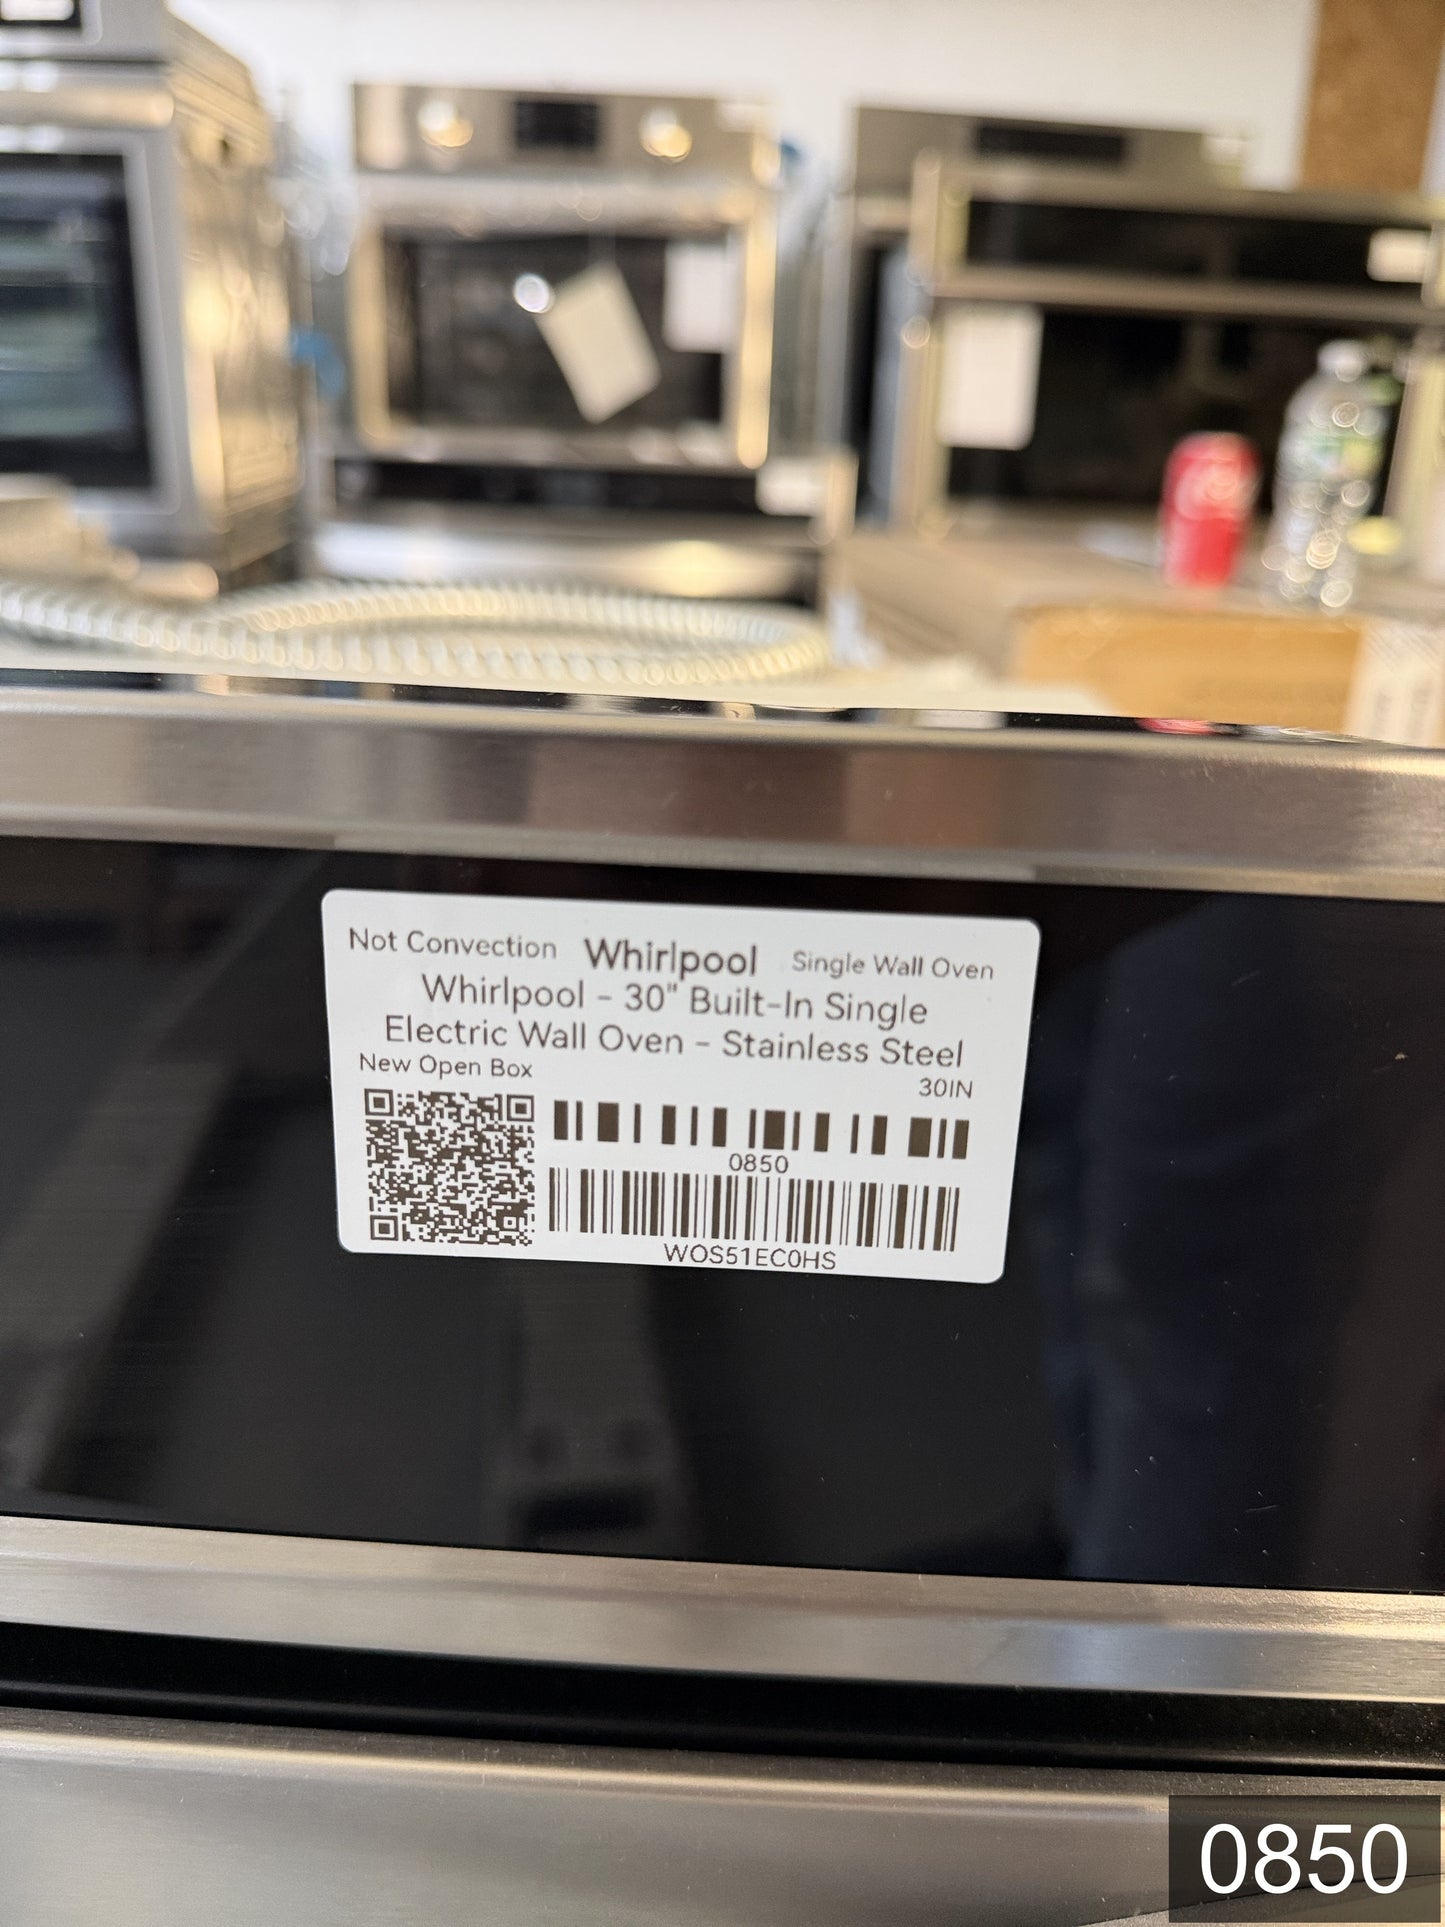 Not Convection Whirlpool Single Wall Oven
Whirlpool - 30" Built-In Single
Electric Wall Oven - Stainless Steel
New Open Box
30IN
0850
WOS51EC0HS
0850